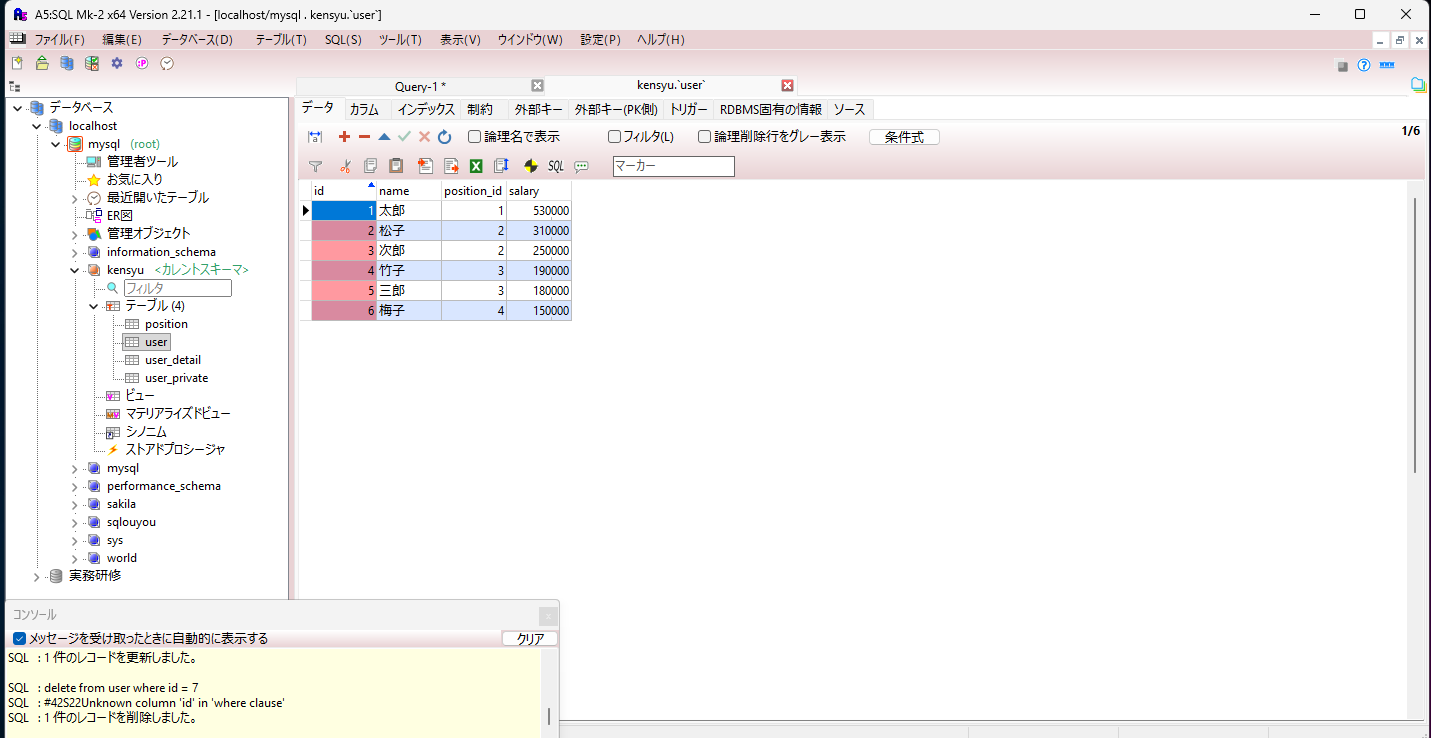 A5:SQL Mk-2 x64 Version 2.21.1 - [localhost/mysql . kensyu.`user`]
ファイル(F) 編集(E) データベース(D) テーブル(T) SQL(S) ツール(T) 表示(V) ウインドウ(W) 設定(P) ヘルプ(H)
Query-1 * kensyu.`user`
データベース
localhost
mysql (root)
管理者ツール
お気に入り
最近開いたテーブル
ER図
管理オブジェクト
information_schema
kensyu <カレントスキーマ>
フィルタ
テーブル (4)
position
user
user_detail
user_private
ビュー
マテリアライズドビュー
シノニム
ストアドプロシージャ
mysql
performance_schema
sakila
sqlouyou
sys
world
実務研修
データ カラム インデックス 制約 外部キー 外部キー(PK側) トリガー RDBMS固有の情報 ソース
論理名で表示 フィルタ(L) 論理削除行をグレー表示 条件式 1/6
SQL マーカー
id name position_id salary
1 太郎 1 530000
2 松子 2 310000
3 次郎 2 250000
4 竹子 3 190000
5 三郎 3 180000
6 梅子 4 150000
コンソール
メッセージを受け取ったときに自動的に表示する クリア
SQL : 1 件のレコードを更新しました。
SQL : delete from user where id = 7
SQL : #42S22Unknown column 'id' in 'where clause'
SQL : 1 件のレコードを削除しました。